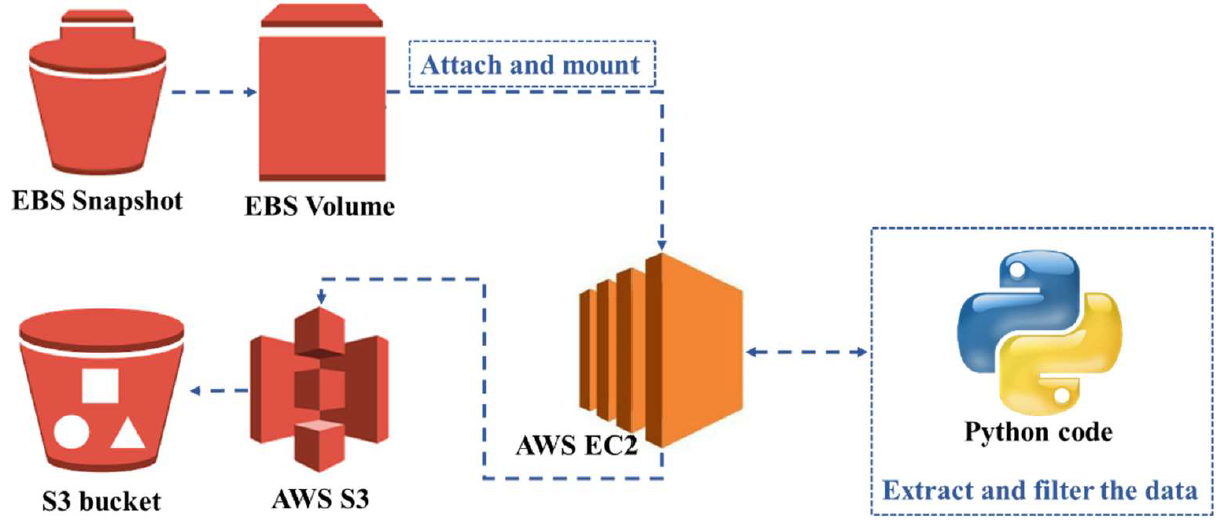 Attach and mount
EBS Snapshot
EBS Volume
AWS EC2
Python code
Extract and filter the data
S3 bucket
AWS S3